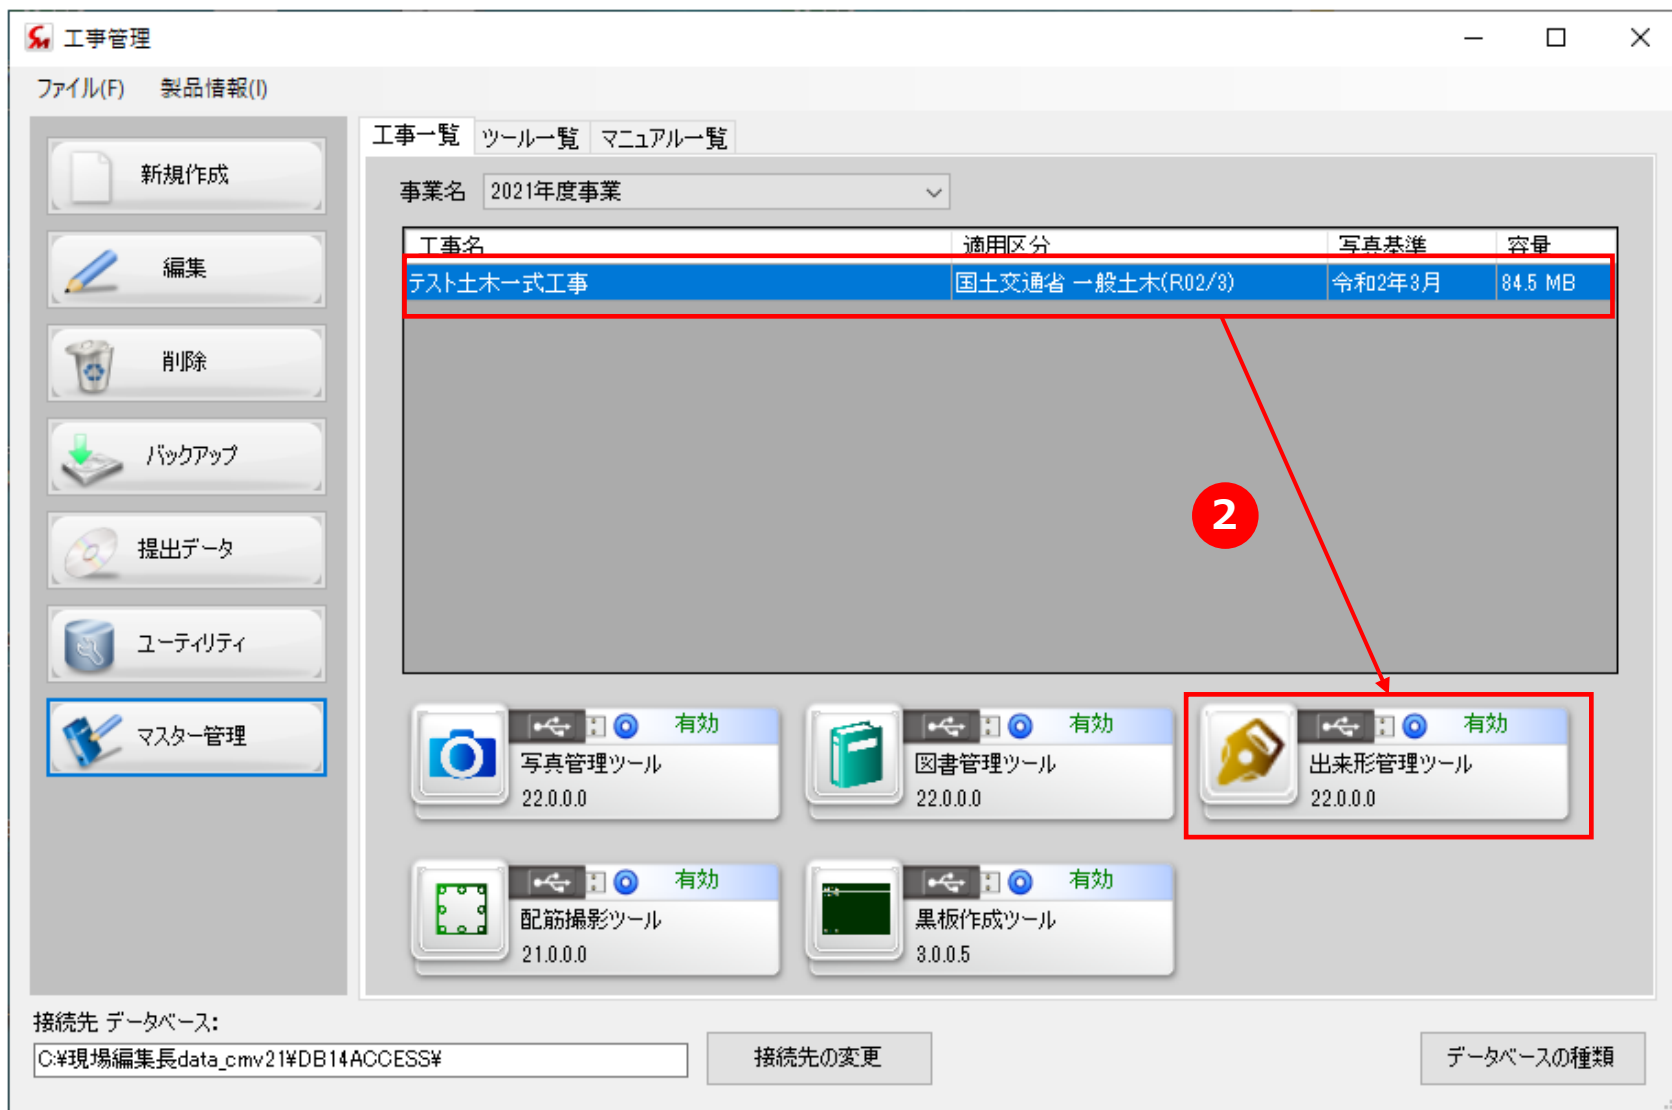 工事管理
ファイル(F) 製品情報(I)
新規作成
編集
削除
バックアップ
提出データ
ユーティリティ
マスター管理
工事一覧 ツール一覧 マニュアル一覧
事業名 2021年度事業
工事名 適用区分 写真基準 容量
テスト土木一式工事 国土交通省 一般土木(R02/3) 令和2年3月 84.5 MB
2
有効
写真管理ツール
22.0.0.0
有効
図書管理ツール
22.0.0.0
有効
出来形管理ツール
22.0.0.0
有効
配筋撮影ツール
21.0.0.0
有効
黒板作成ツール
3.0.0.5
接続先 データベース:
C:¥現場編集長data_cmv21¥DB14ACCESS¥
接続先の変更
データベースの種類